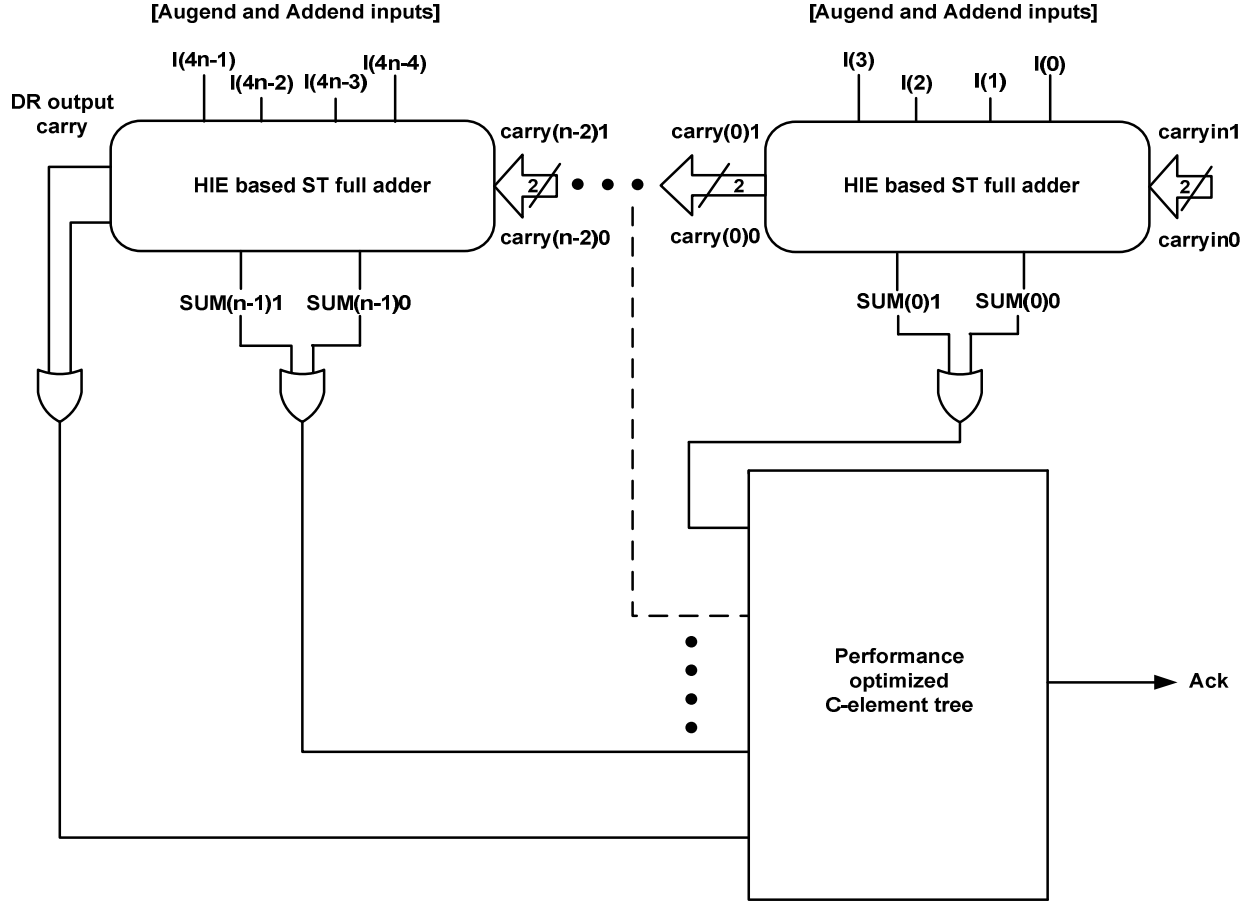 [Augend and Addend inputs]
[Augend and Addend inputs]
I(4n-1)
I(4n-2)
I(4n-3)
I(4n-4)
I(3)
I(2)
I(1)
I(0)
DR output
carry
carry(n-2)1
carry(0)1
carryin1
HIE based ST full adder
2
2
HIE based ST full adder
2
carry(n-2)0
carry(0)0
carryin0
SUM(n-1)1
SUM(n-1)0
SUM(0)1
SUM(0)0
Performance
optimized
C-element tree
Ack